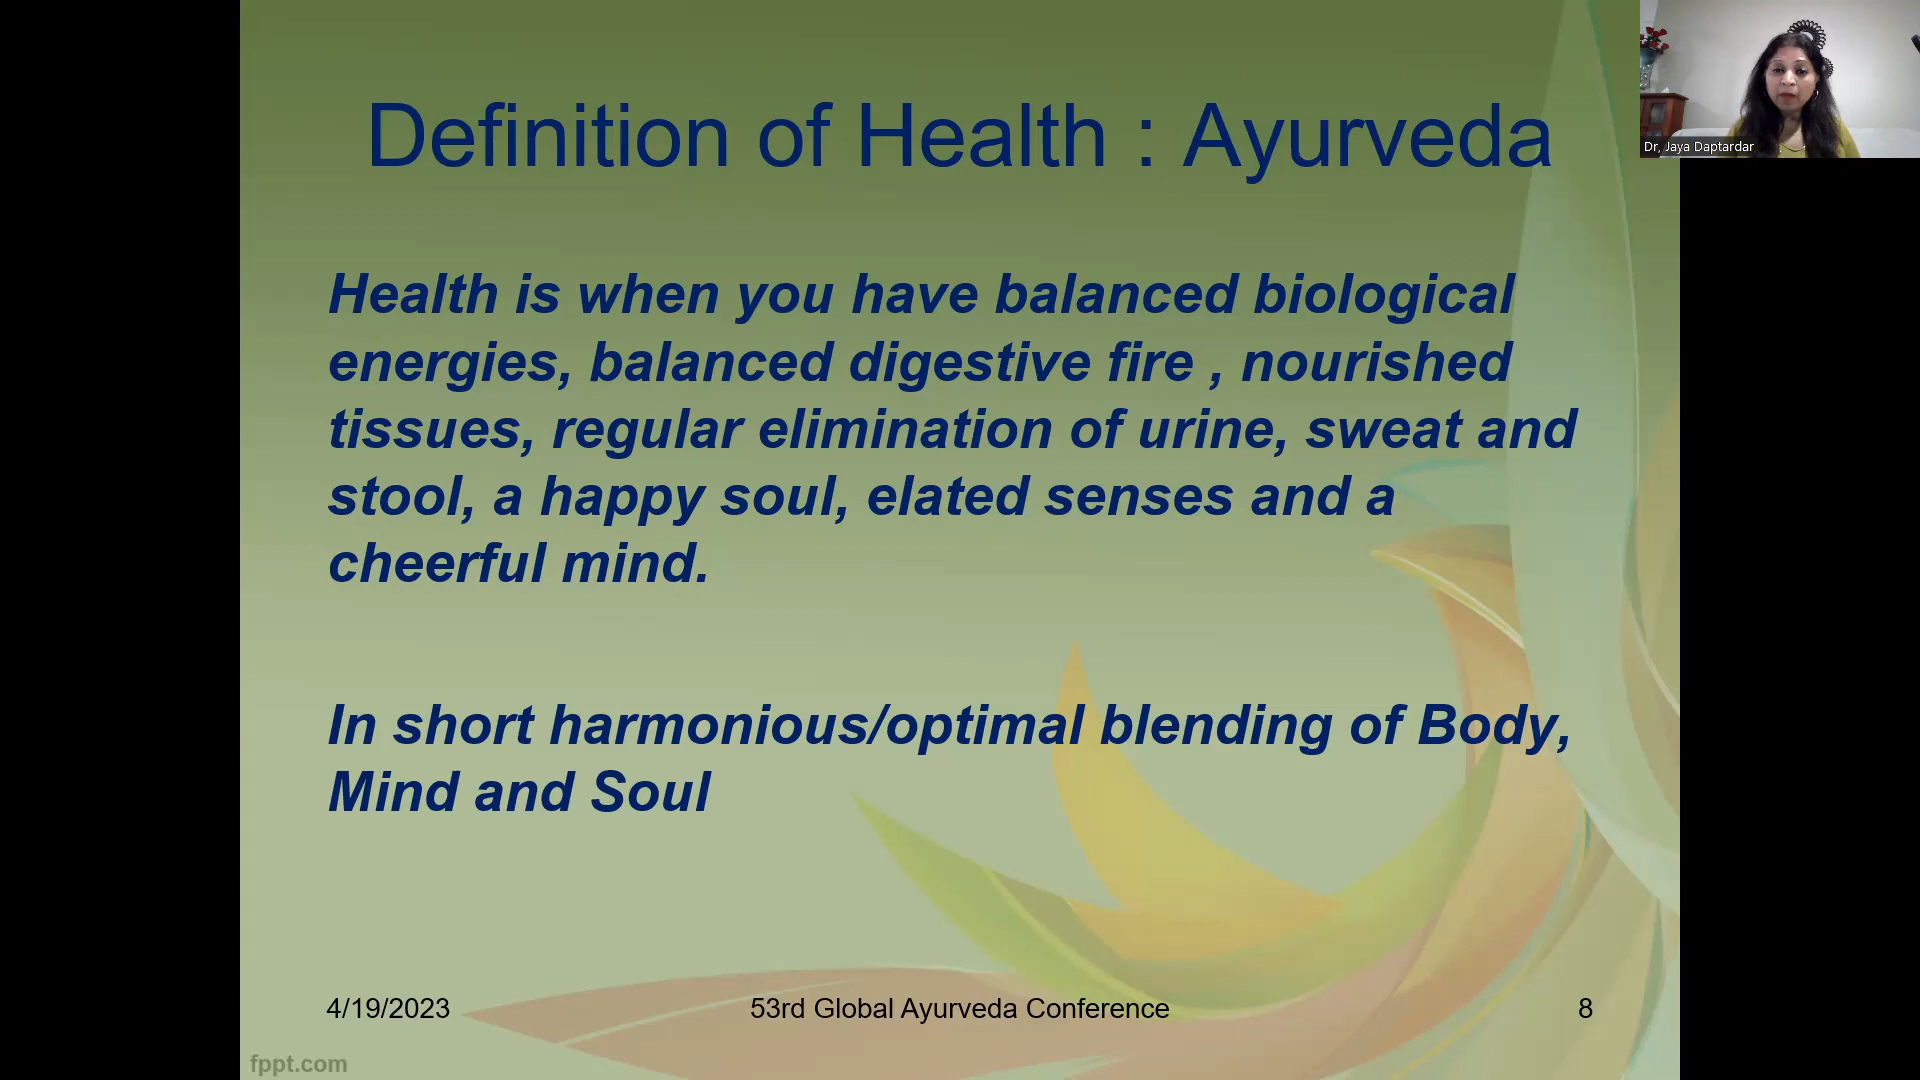 Definition of Health : Ayurveda
Dr, Jaya Daptardar
Health is when you have balanced biological
energies, balanced digestive fire , nourished
tissues, regular elimination of urine, sweat and
stool, a happy soul, elated senses and a
cheerful mind.
In short harmonious/optimal blending of Body,
Mind and Soul
4/19/2023
53rd Global Ayurveda Conference
8
fppt.com